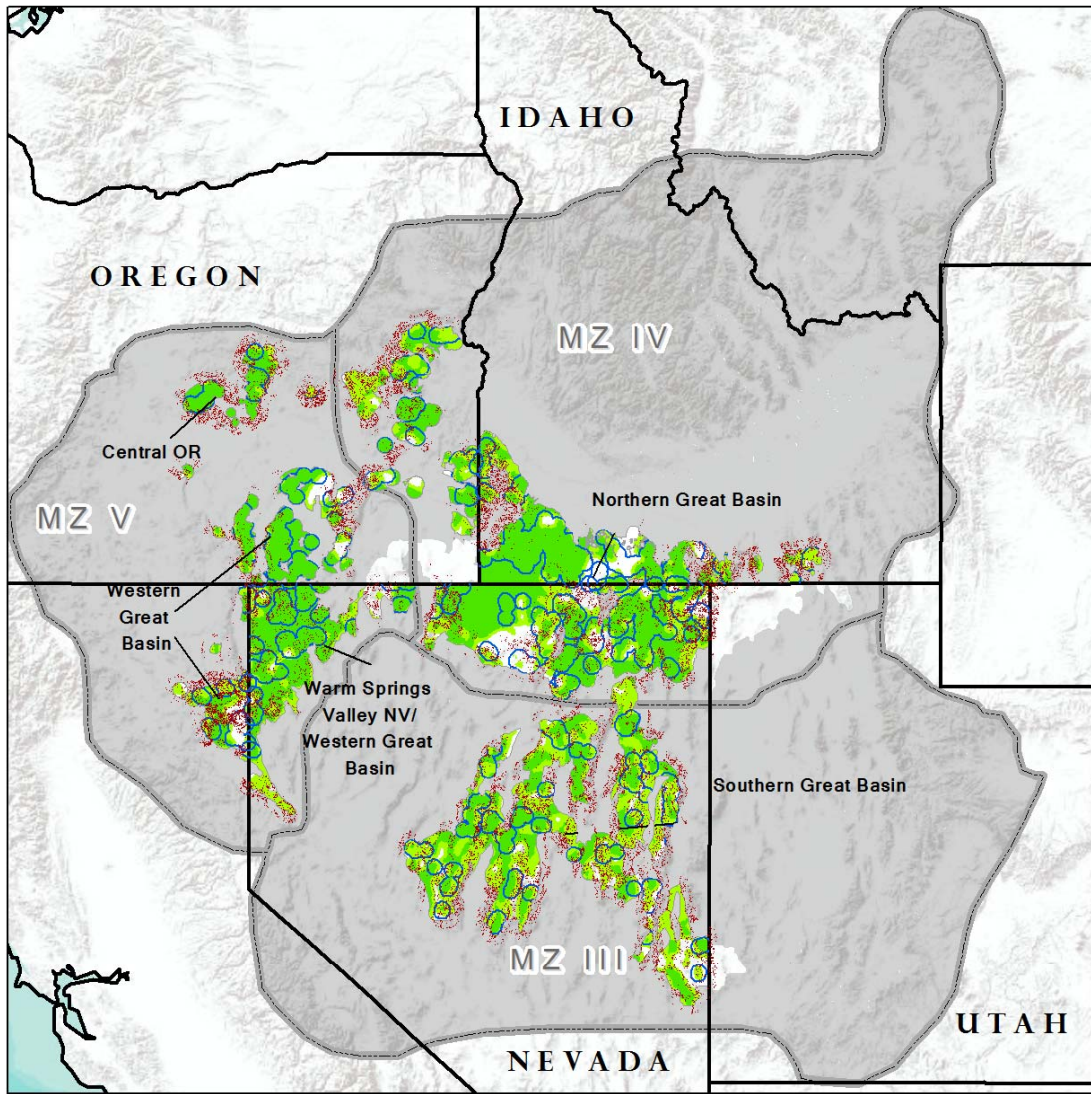 IDAHO
OREGON
MZ IV
Central OR
Northern Great Basin
MZ V
Western
Great
Basin
Warm Springs
Valley NV/
Western Great
Basin
Southern Great Basin
MZ III
UTAH
NEVADA